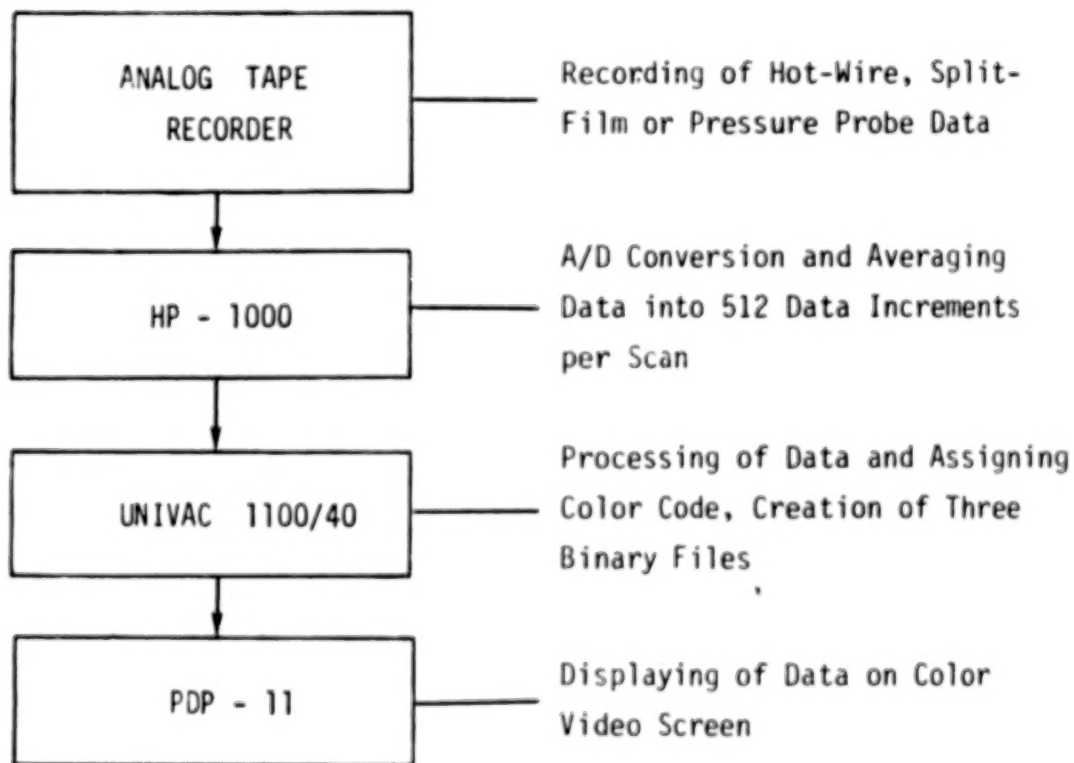 ANALOG TAPE
RECORDER
Recording of Hot-Wire, Split-
Film or Pressure Probe Data
HP - 1000
A/D Conversion and Averaging
Data into 512 Data Increments
per Scan
UNIVAC 1100/40
Processing of Data and Assigning
Color Code, Creation of Three
Binary Files
PDP - 11
Displaying of Data on Color
Video Screen